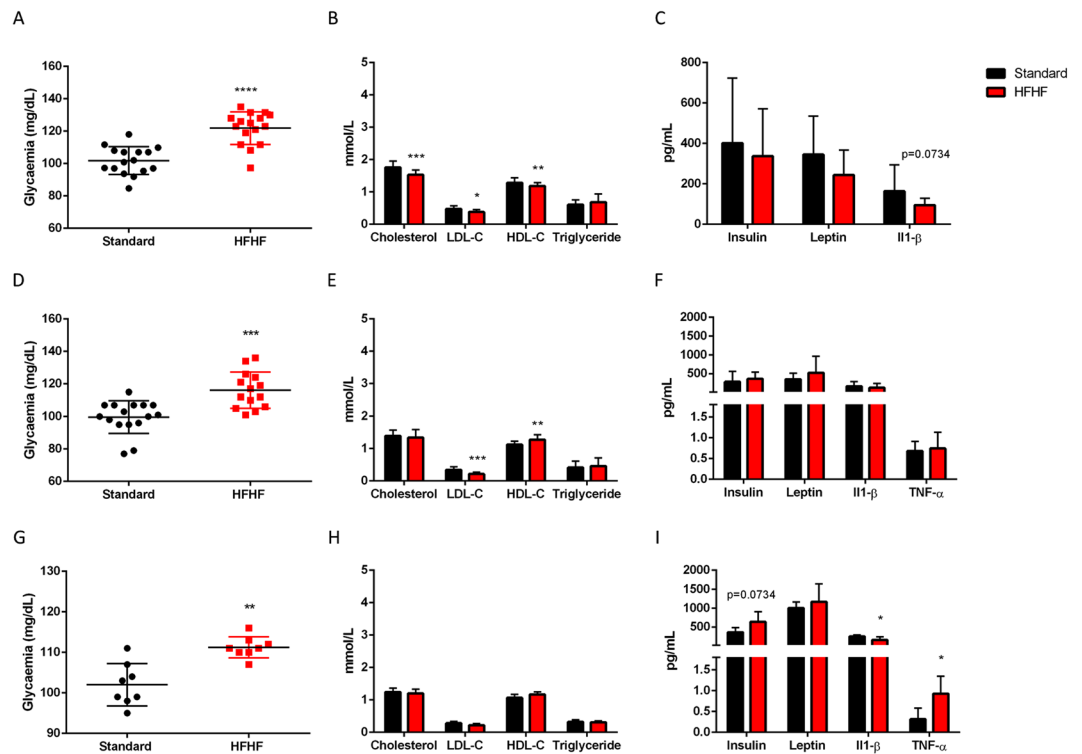 A
Glycaemia (mg/dL)
160
140
120
100
80
60
****
Standard
HFHF
B
mmol/L
5
4
3
2
1
0
***
*
**
Cholesterol
LDL-C
HDL-C
Triglyceride
C
pg/mL
800
600
400
200
0
p=0.0734
Insulin
Leptin
Il1-β
Standard
HFHF
D
Glycaemia (mg/dL)
160
140
120
100
80
60
***
Standard
HFHF
E
mmol/L
5
4
3
2
1
0
***
**
Cholesterol
LDL-C
HDL-C
Triglyceride
F
pg/mL
2000
1500
1000
500
1.5
1.0
0.5
0.0
Insulin
Leptin
Il1-β
TNF-α
G
Glycaemia (mg/dL)
130
120
110
100
90
**
Standard
HFHF
H
mmol/L
5
4
3
2
1
0
Cholesterol
LDL-C
HDL-C
Triglyceride
I
pg/mL
2000
1500
1000
500
1.5
1.0
0.5
0.0
p=0.0734
*
*
Insulin
Leptin
Il1-β
TNF-α